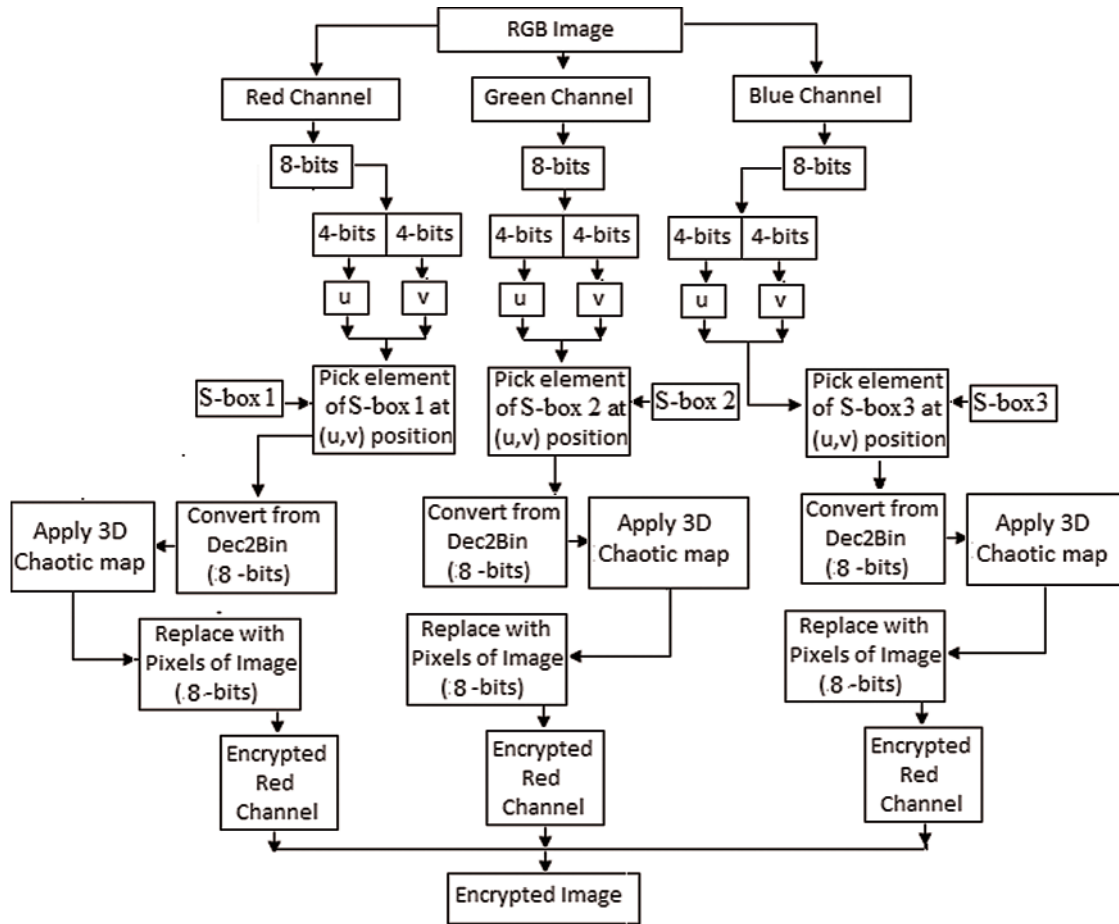 RGB Image
Red Channel
Green Channel
Blue Channel
8-bits
8-bits
8-bits
4-bits 4-bits
4-bits 4-bits
4-bits 4-bits
u v
u v
u v
S-box 1
Pick element
of S-box 1 at
(u,v) position
Pick element
of S-box 2 at
(u,v) position
S-box 2
Pick element
of S-box3 at
(u,v) position
S-box3
Apply 3D
Chaotic map
Convert from
Dec2Bin
(:8 -bits)
Convert from
Dec2Bin
(:8 -bits)
Apply 3D
Chaotic map
Convert from
Dec2Bin
(:8 -bits)
Apply 3D
Chaotic map
Replace with
Pixels of Image
(:8 -bits)
Replace with
Pixels of Image
(:8 -bits)
Replace with
Pixels of Image
(:8 -bits)
Encrypted
Red
Channel
Encrypted
Red
Channel
Encrypted
Red
Channel
Encrypted Image